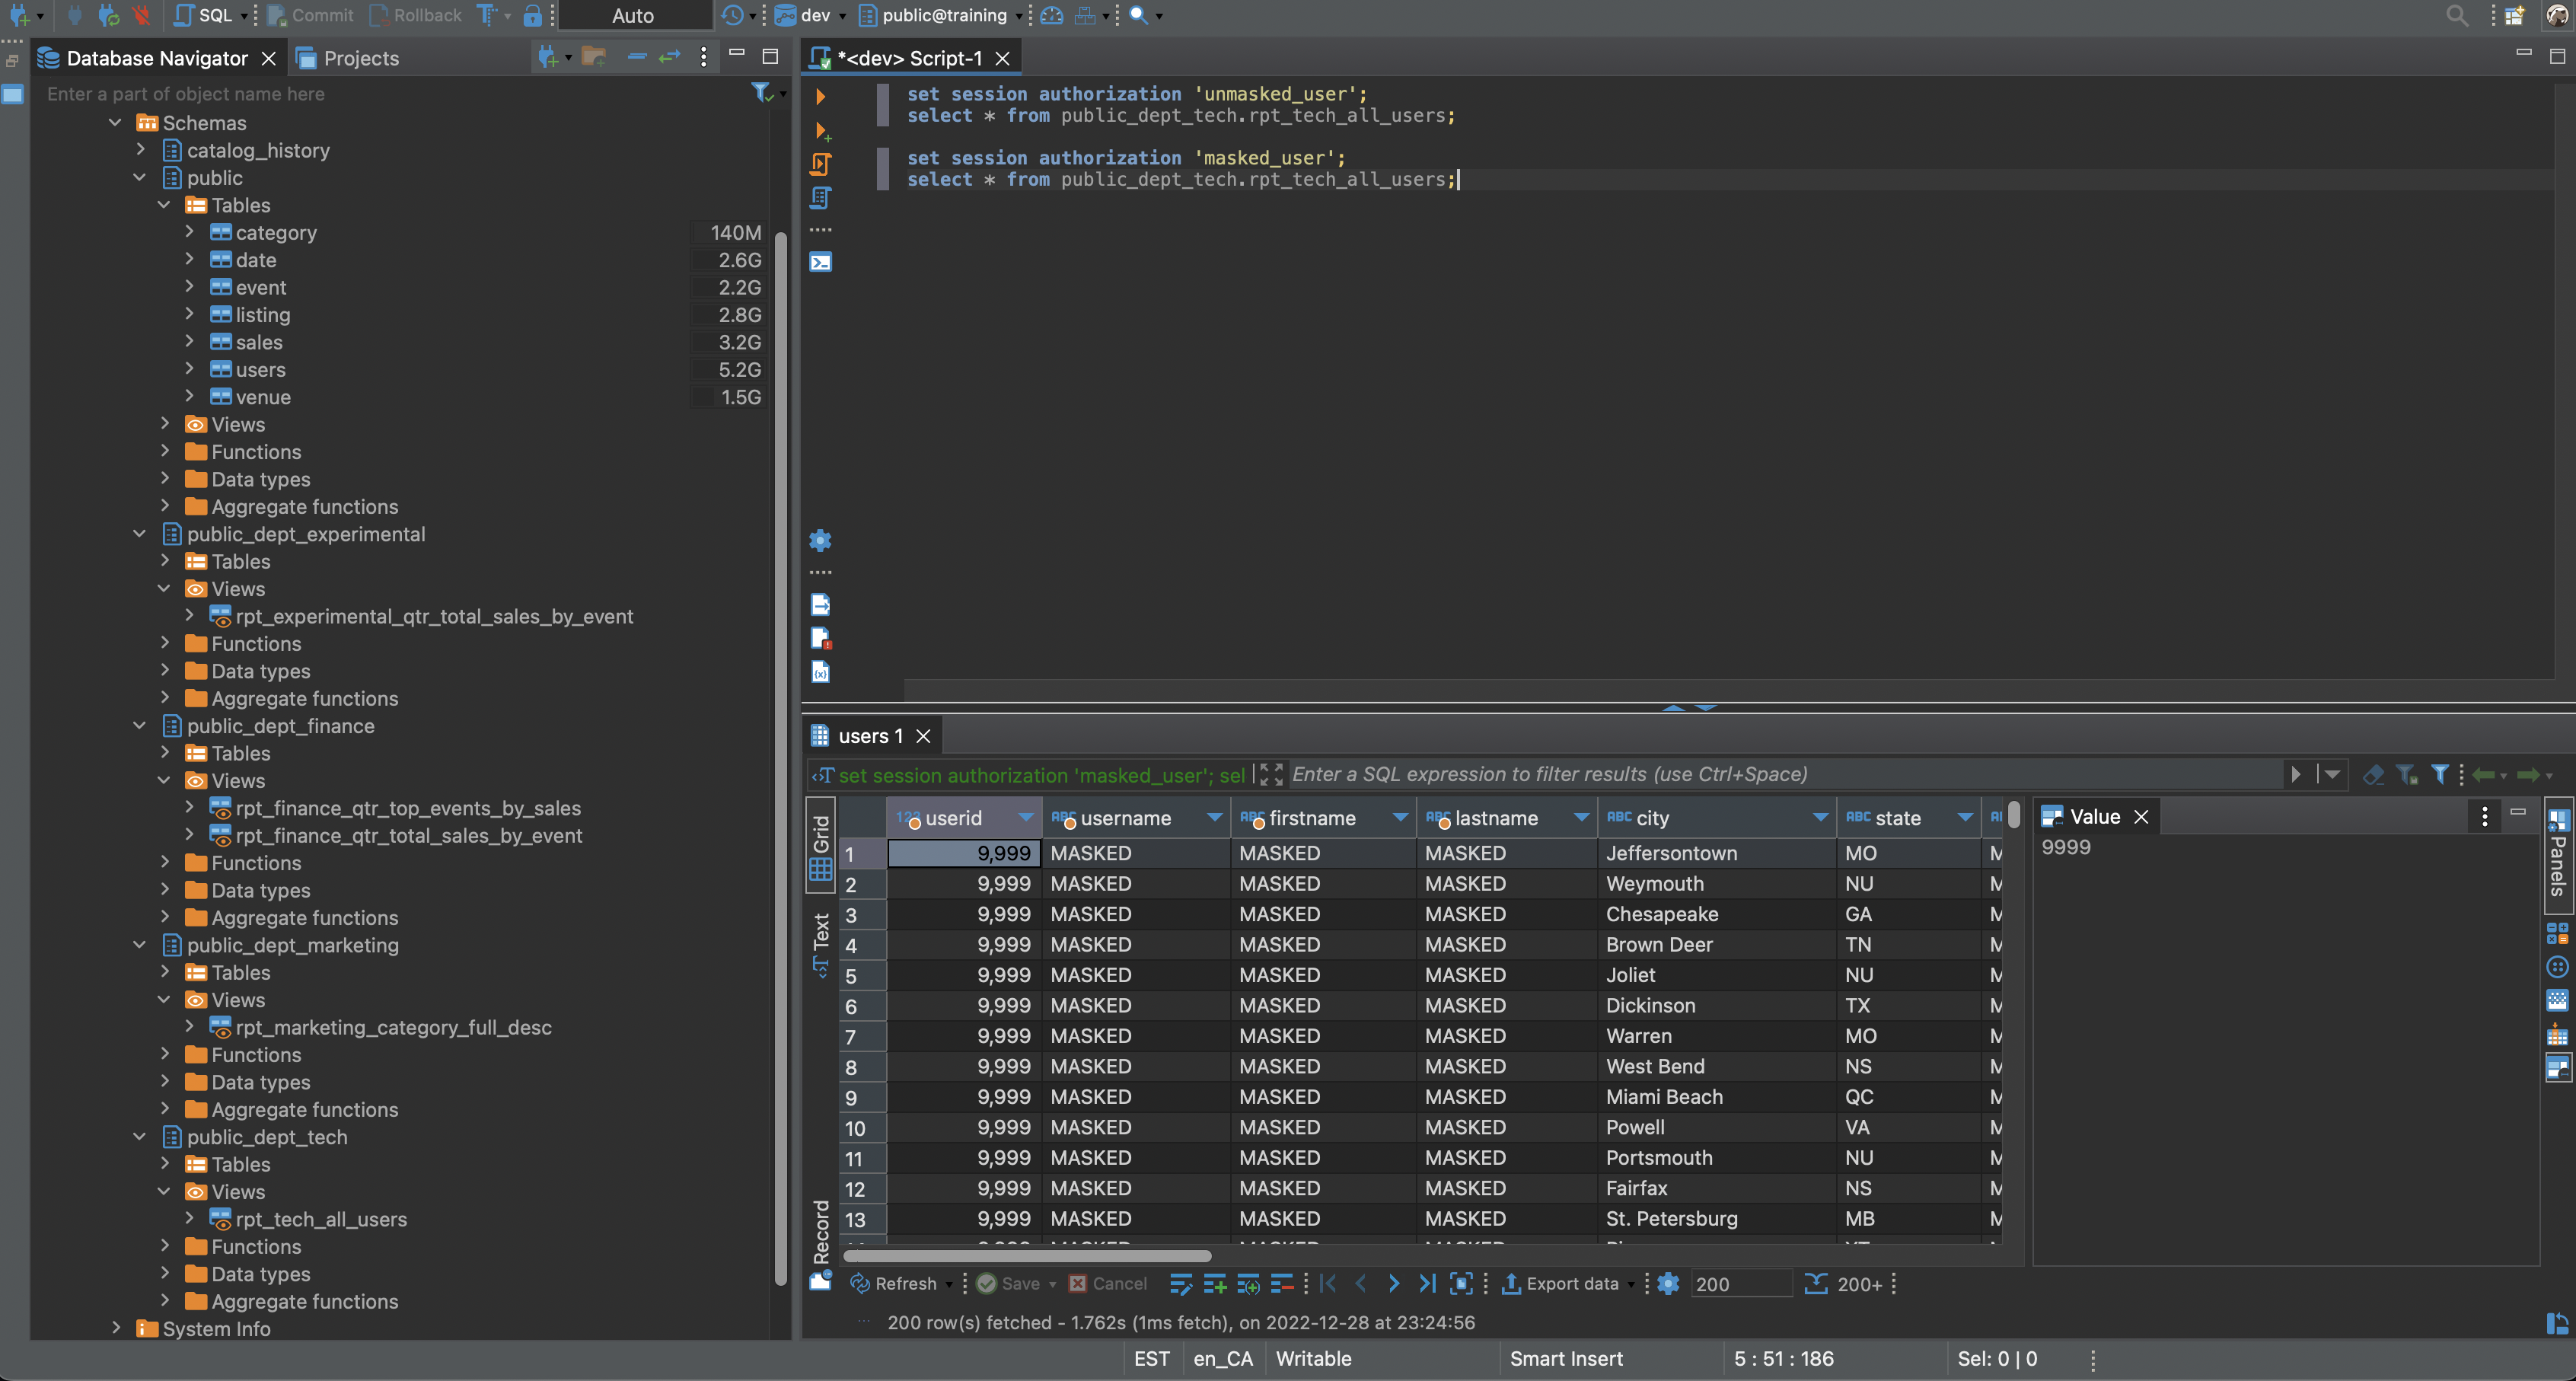 SQL Commit Rollback Auto dev public@training
Database Navigator Projects
Enter a part of object name here
Schemas
catalog_history
public
Tables
category 140M
date 2.6G
event 2.2G
listing 2.8G
sales 3.2G
users 5.2G
venue 1.5G
Views
Functions
Data types
Aggregate functions
public_dept_experimental
Tables
Views
rpt_experimental_qtr_total_sales_by_event
Functions
Data types
Aggregate functions
public_dept_finance
Tables
Views
rpt_finance_qtr_top_events_by_sales
rpt_finance_qtr_total_sales_by_event
Functions
Data types
Aggregate functions
public_dept_marketing
Tables
Views
rpt_marketing_category_full_desc
Functions
Data types
Aggregate functions
public_dept_tech
Tables
Views
rpt_tech_all_users
Functions
Data types
Aggregate functions
System Info
*<dev> Script-1
set session authorization 'unmasked_user';
select * from public_dept_tech.rpt_tech_all_users;
set session authorization 'masked_user';
select * from public_dept_tech.rpt_tech_all_users;
users 1
set session authorization 'masked_user'; sel Enter a SQL expression to filter results (use Ctrl+Space)
Grid
Text
Record
userid username firstname lastname city state
1 9,999 MASKED MASKED MASKED Jeffersontown MO M
2 9,999 MASKED MASKED MASKED Weymouth NU M
3 9,999 MASKED MASKED MASKED Chesapeake GA M
4 9,999 MASKED MASKED MASKED Brown Deer TN M
5 9,999 MASKED MASKED MASKED Joliet NU M
6 9,999 MASKED MASKED MASKED Dickinson TX M
7 9,999 MASKED MASKED MASKED Warren MO M
8 9,999 MASKED MASKED MASKED West Bend NS M
9 9,999 MASKED MASKED MASKED Miami Beach QC M
10 9,999 MASKED MASKED MASKED Powell VA M
11 9,999 MASKED MASKED MASKED Portsmouth NU M
12 9,999 MASKED MASKED MASKED Fairfax NS M
13 9,999 MASKED MASKED MASKED St. Petersburg MB M
Value
9999
Panels
Refresh Save Cancel Export data 200 200+
200 row(s) fetched - 1.762s (1ms fetch), on 2022-12-28 at 23:24:56
EST en_CA Writable Smart Insert 5 : 51 : 186 Sel: 0 | 0